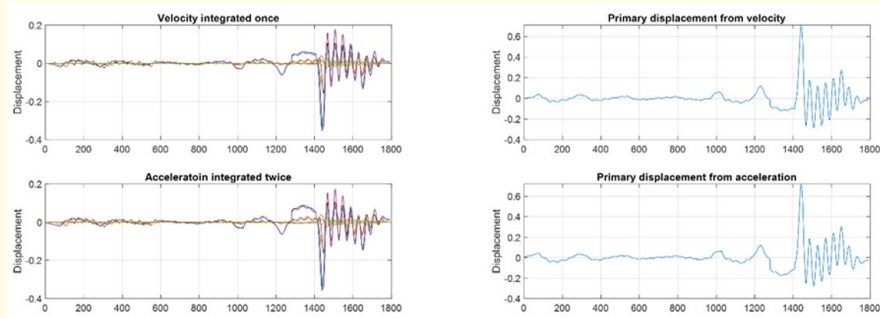 Velocity integrated once
0.2
0
-0.2
-0.4
Displacement
0 200 400 600 800 1000 1200 1400 1600 1800
Primary displacement from velocity
0.6
0.4
0.2
0
-0.2
-0.4
Displacement
0 200 400 600 800 1000 1200 1400 1600 1800
Acceleratoin integrated twice
0.2
0
-0.2
-0.4
Displacement
0 200 400 600 800 1000 1200 1400 1600 1800
Primary displacement from acceleration
0.6
0.4
0.2
0
-0.2
-0.4
Displacement
0 200 400 600 800 1000 1200 1400 1600 1800